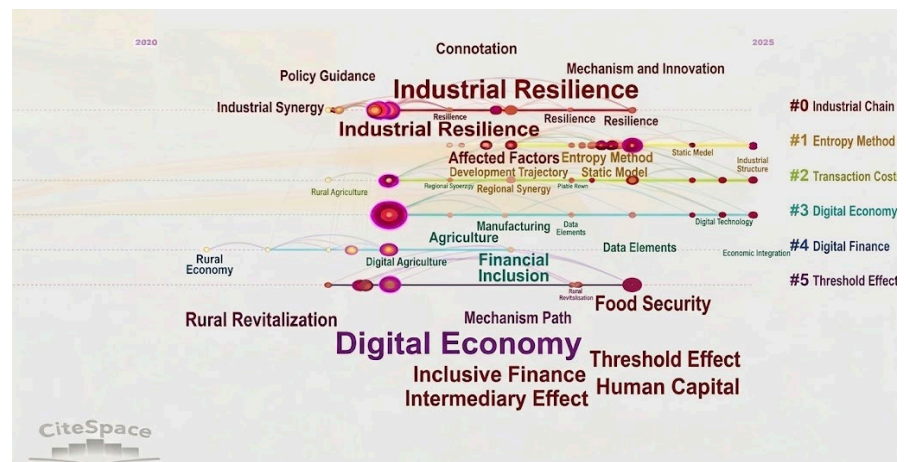 2020
2025
Connotation
Policy Guidance
Mechanism and Innovation
Industrial Resilience
Industrial Synergy
Resilience
Resilience
Resilience
#0 Industrial Chain
Industrial Resilience
#1 Entropy Method
Affected Factors
Entropy Method
Static Model
Industrial
Structure
Development Trajectory
Static Model
#2 Transaction Cost
Rural Agriculture
Regional Synergy
Manufacturing
Data
Elements
Digital Technology
#3 Digital Economy
Agriculture
Data Elements
Economic Integration
#4 Digital Finance
Rural
Economy
Digital Agriculture
Financial
Inclusion
#5 Threshold Effect
Rural
Revitalisation
Food Security
Rural Revitalization
Mechanism Path
Digital Economy
Threshold Effect
Inclusive Finance
Human Capital
Intermediary Effect
CiteSpace